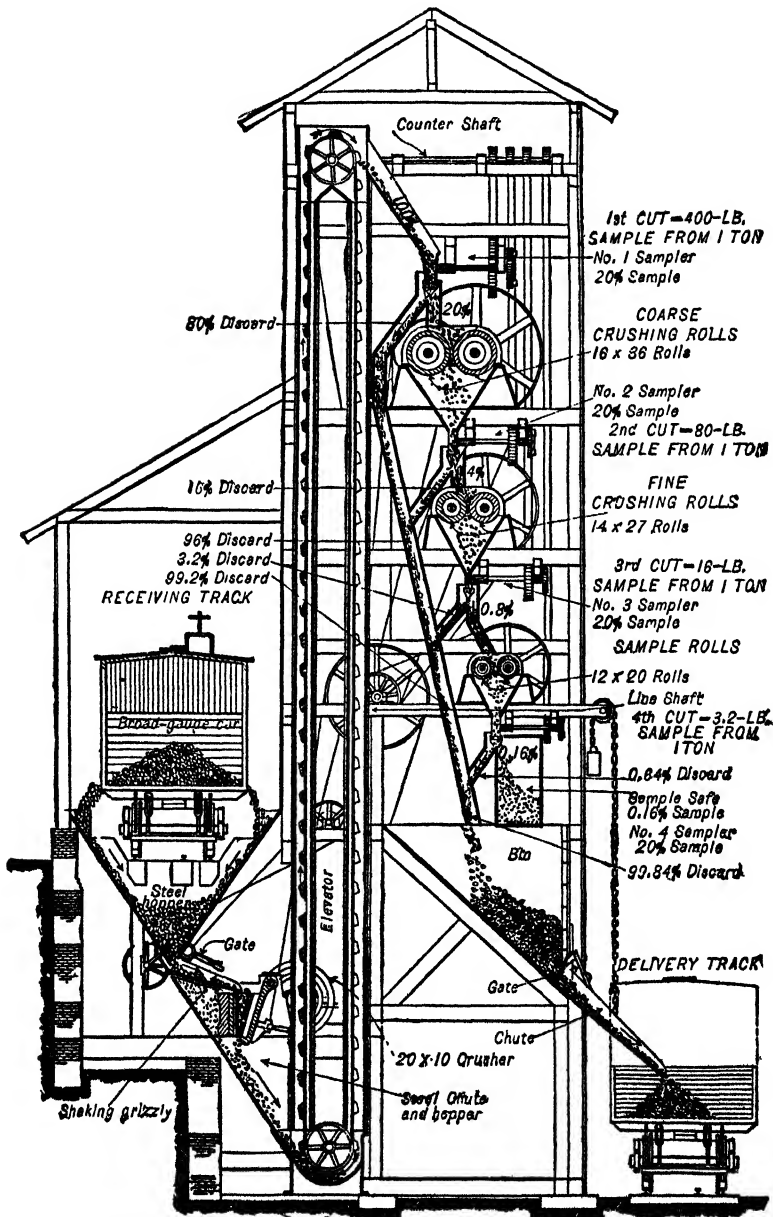 Counter Shaft
100%
1st CUT=400-LB.
SAMPLE FROM 1 TON
No. 1 Sampler
20% Sample
20%
80% Discard
COARSE
CRUSHING ROLLS
16 x 36 Rolls
No. 2 Sampler
20% Sample
2nd CUT=80-LB.
SAMPLE FROM 1 TON
4%
16% Discard
FINE
CRUSHING ROLLS
14 x 27 Rolls
96% Discard
3.2% Discard
99.2% Discard
RECEIVING TRACK
3rd CUT=16-LB.
SAMPLE FROM 1 TON
No. 3 Sampler
20% Sample
0.8%
SAMPLE ROLLS
12 x 20 Rolls
Line Shaft
4th CUT=3.2-LB.
SAMPLE FROM
1 TON
Broad-gauge car
0.16%
0.64% Discard
Sample Safe
0.16% Sample
No. 4 Sampler
20% Sample
99.84% Discard
Bin
Steel
hopper
Elevator
Gate
Gate
DELIVERY TRACK
Chute
20 x 10 Crusher
Steel Chute
and hopper
Shaking grizzly